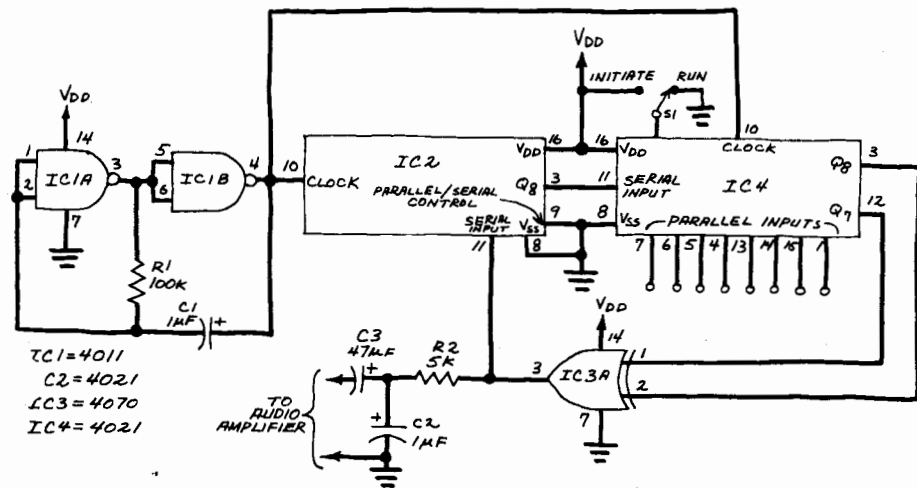 VDD
INITIATE
RUN
S1
VDD
14
1
2
3
IC1A
7
5
6
4
IC1B
10
CLOCK
IC2
VDD
16
16
VDD
10
CLOCK
Q8
3
Q8
3
11
SERIAL
INPUT
IC4
Q7
12
PARALLEL/SERIAL
CONTROL
9
SERIAL
INPUT
11
VSS
8
8
VSS
PARALLEL INPUTS
7
6
5
4
13
14
15
1
R1
100K
C1
1µF
+
IC1=4011
C2=4021
IC3=4070
IC4=4021
C3
47µF
+
R2
5K
3
VDD
14
IC3A
1
2
7
TO
AUDIO
AMPLIFIER
+
C2
1µF